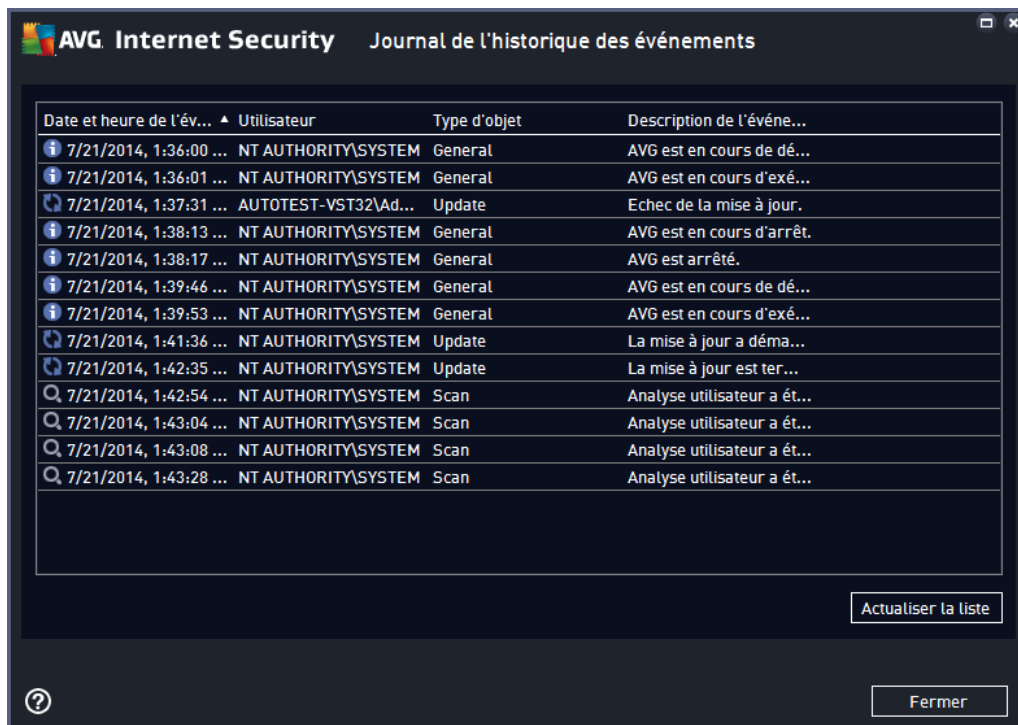 AVG. Internet Security Journal de l'historique des événements
Date et heure de l'év... Utilisateur Type d'objet Description de l'événe...
7/21/2014, 1:36:00 ... NT AUTHORITY\SYSTEM General AVG est en cours de dé...
7/21/2014, 1:36:01 ... NT AUTHORITY\SYSTEM General AVG est en cours d'exé...
7/21/2014, 1:37:31 ... AUTOTEST-VST32\Ad... Update Echec de la mise à jour.
7/21/2014, 1:38:13 ... NT AUTHORITY\SYSTEM General AVG est en cours d'arrêt.
7/21/2014, 1:38:17 ... NT AUTHORITY\SYSTEM General AVG est arrêté.
7/21/2014, 1:39:46 ... NT AUTHORITY\SYSTEM General AVG est en cours de dé...
7/21/2014, 1:39:53 ... NT AUTHORITY\SYSTEM General AVG est en cours d'exé...
7/21/2014, 1:41:36 ... NT AUTHORITY\SYSTEM Update La mise à jour a déma...
7/21/2014, 1:42:35 ... NT AUTHORITY\SYSTEM Update La mise à jour est ter...
7/21/2014, 1:42:54 ... NT AUTHORITY\SYSTEM Scan Analyse utilisateur a ét...
7/21/2014, 1:43:04 ... NT AUTHORITY\SYSTEM Scan Analyse utilisateur a ét...
7/21/2014, 1:43:08 ... NT AUTHORITY\SYSTEM Scan Analyse utilisateur a ét...
7/21/2014, 1:43:28 ... NT AUTHORITY\SYSTEM Scan Analyse utilisateur a ét...
Actualiser la liste
Fermer